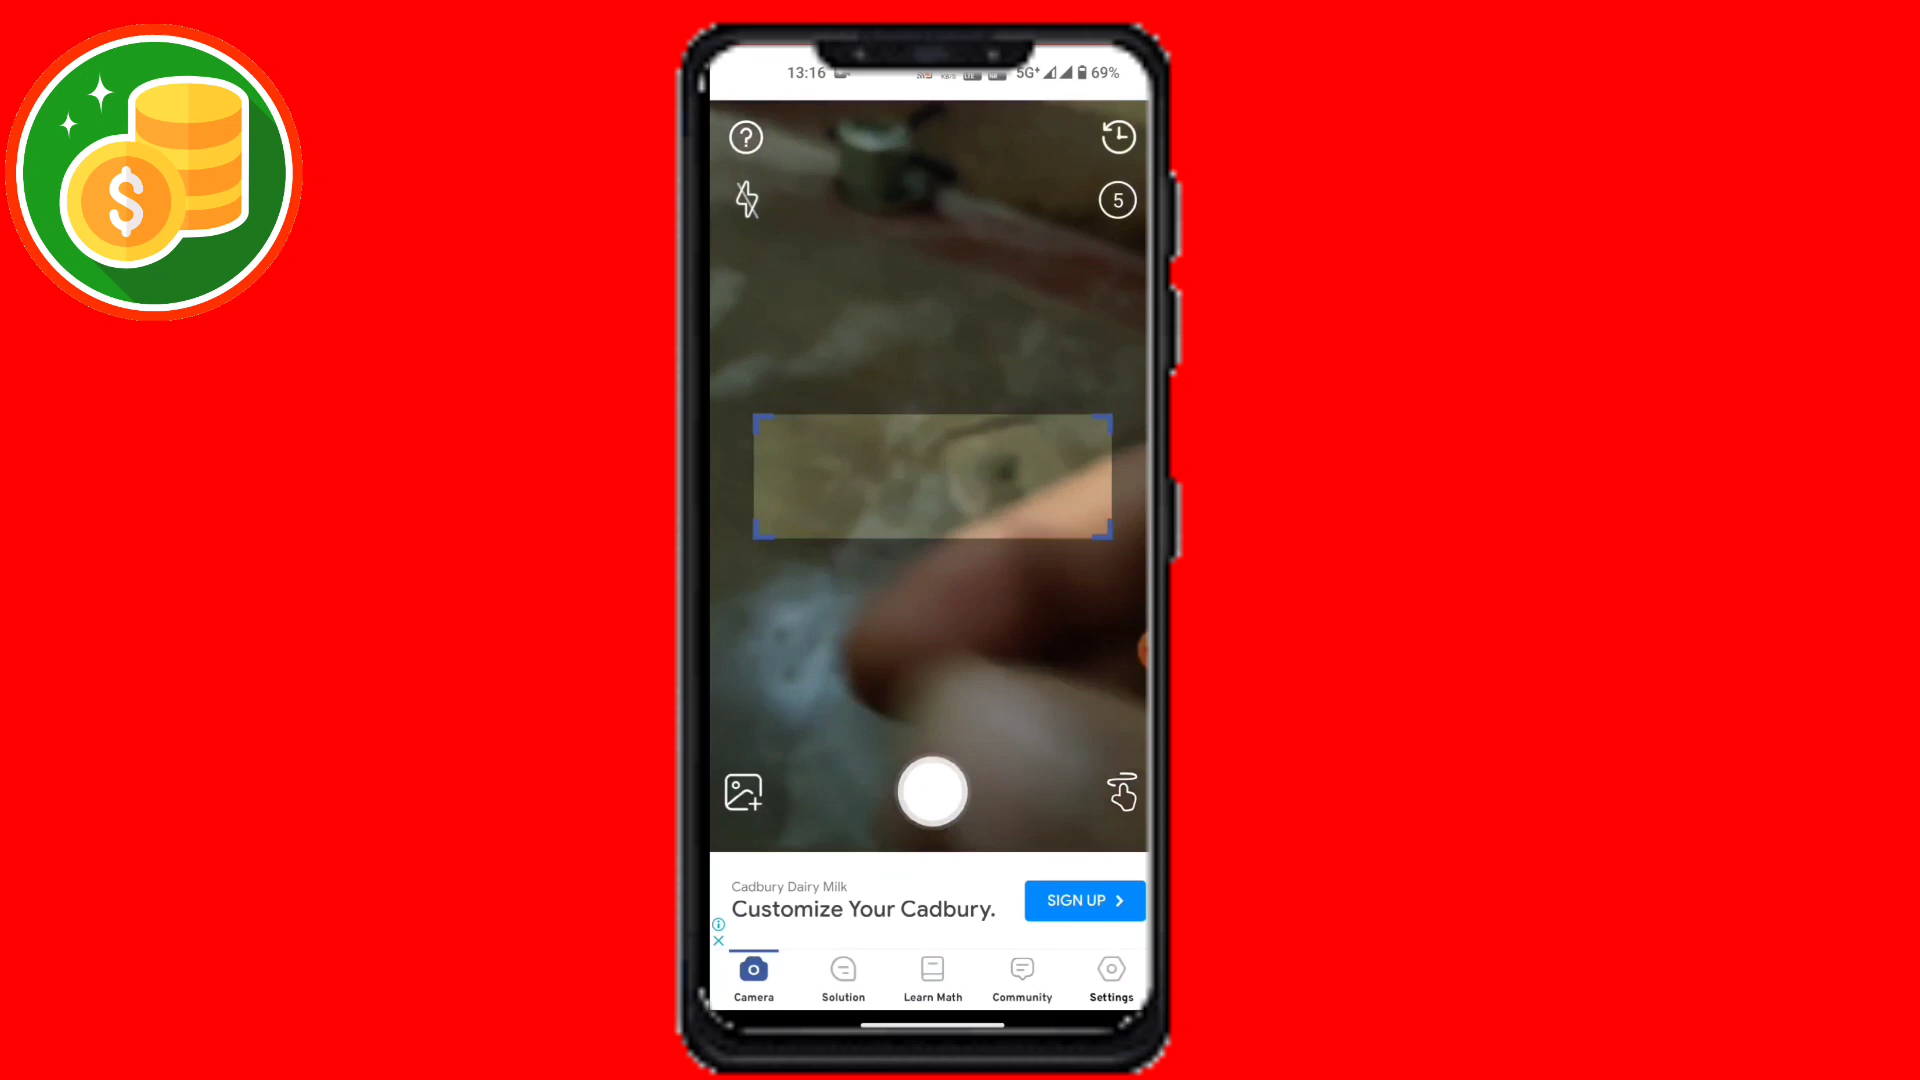 13:16
5G+ 69%
?
5
$
Cadbury Dairy Milk
Customize Your Cadbury.
SIGN UP
Camera
Solution
Learn Math
Community
Settings